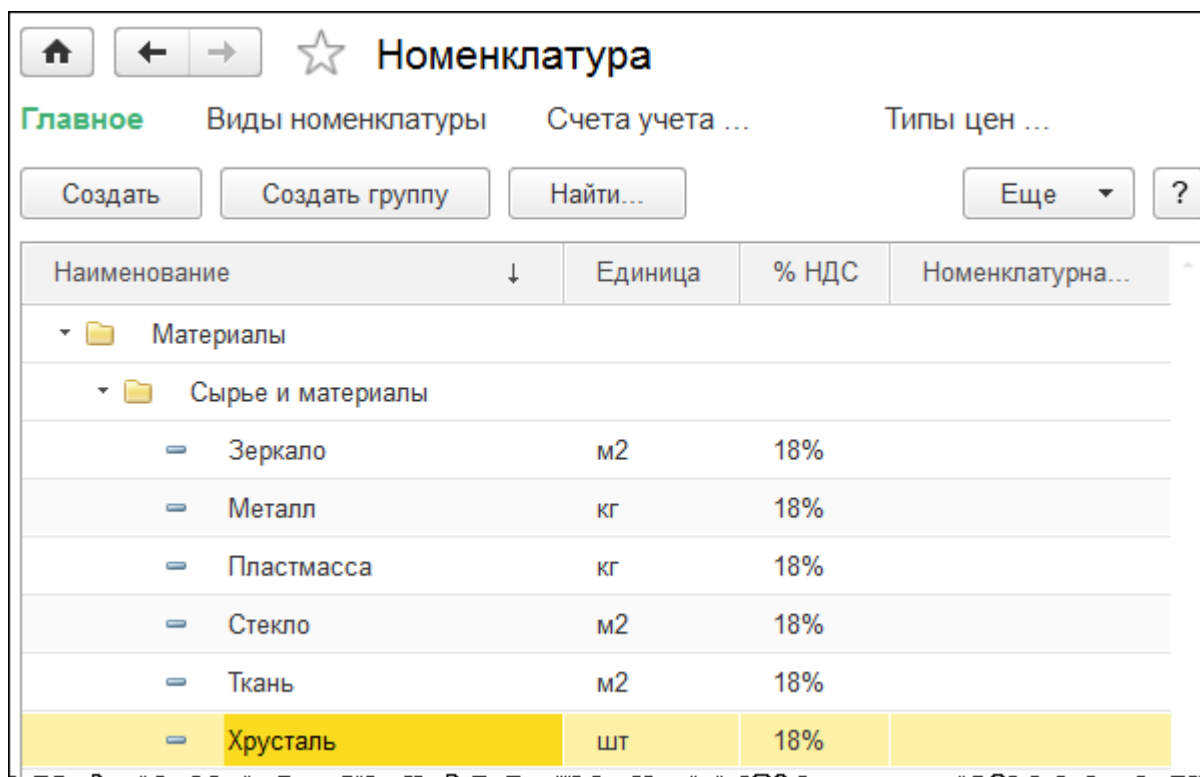 Номенклатура
Главное Виды номенклатуры Счета учета ... Типы цен ...
Создать Создать группу Найти... Еще ?
Наименование ↓ Единица % НДС Номенклатурна...
Материалы
Сырье и материалы
Зеркало м2 18%
Металл кг 18%
Пластмасса кг 18%
Стекло м2 18%
Ткань м2 18%
Хрусталь шт 18%